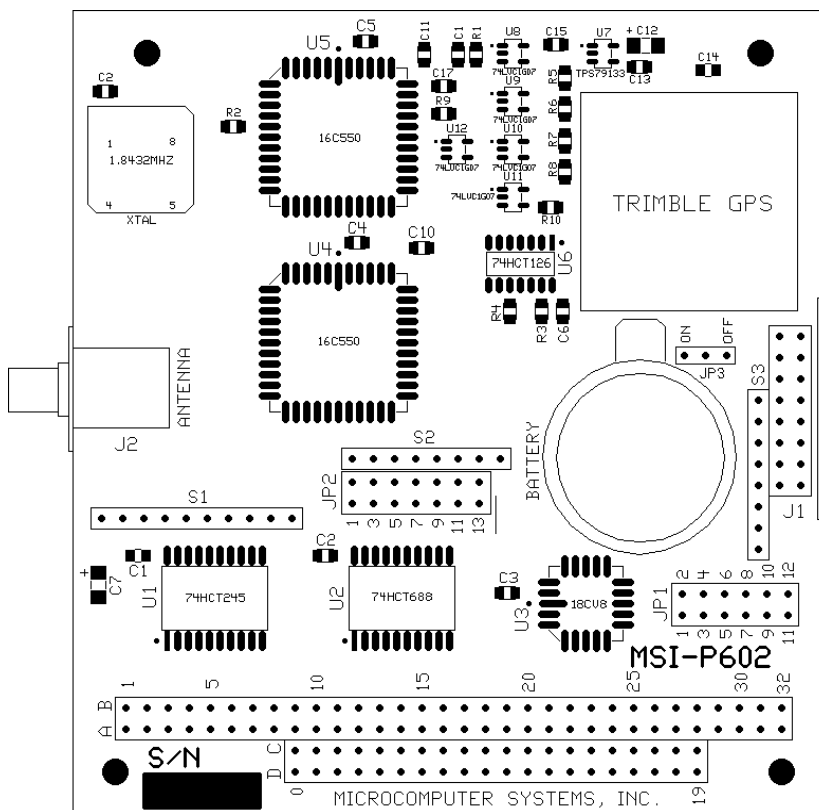 C5
C11
C1
R1
U8
C15
U7
+ C12
U5
C14
74LVC1G07
TPS79133
C13
C2
C17
U9
R5
R9
R6
R2
74LVC1G07
1 8
16C550
U12
U10
R7
1.8432MHZ
74LVC1G07
74LVC1G07
R8
U11
74LVC1G07
4 5
XTAL
TRIMBLE GPS
R10
C4
C10
U4
74HCT126
U6
R4
R3
C6
ON
OFF
16C550
JP3
S3
ANTENNA
J2
S2
BATTERY
JP2
S1
1 3 5 7 9 11 13
J1
+
C7
C1
C2
C3
2 4 6 8 10 12
U1
74HCT245
U2
74HCT688
U3
18CV8
JP1
1 3 5 7 9 11
MSI-P602
1 5 10 15 20 25 30 32
B
A
S/N
C
D
0 19
MICROCOMPUTER SYSTEMS, INC.